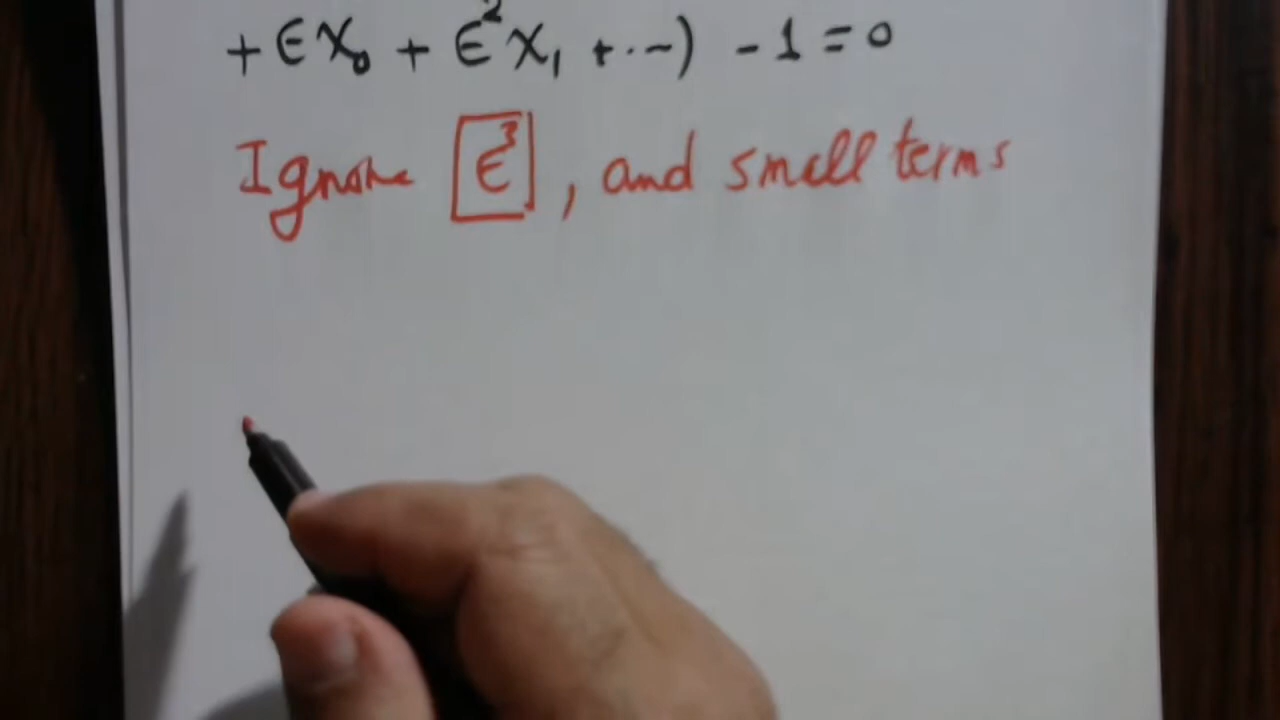 + ϵX₀ + ϵ²X₁ + ...) - 1 = 0
Ignore ϵ³, and small terms